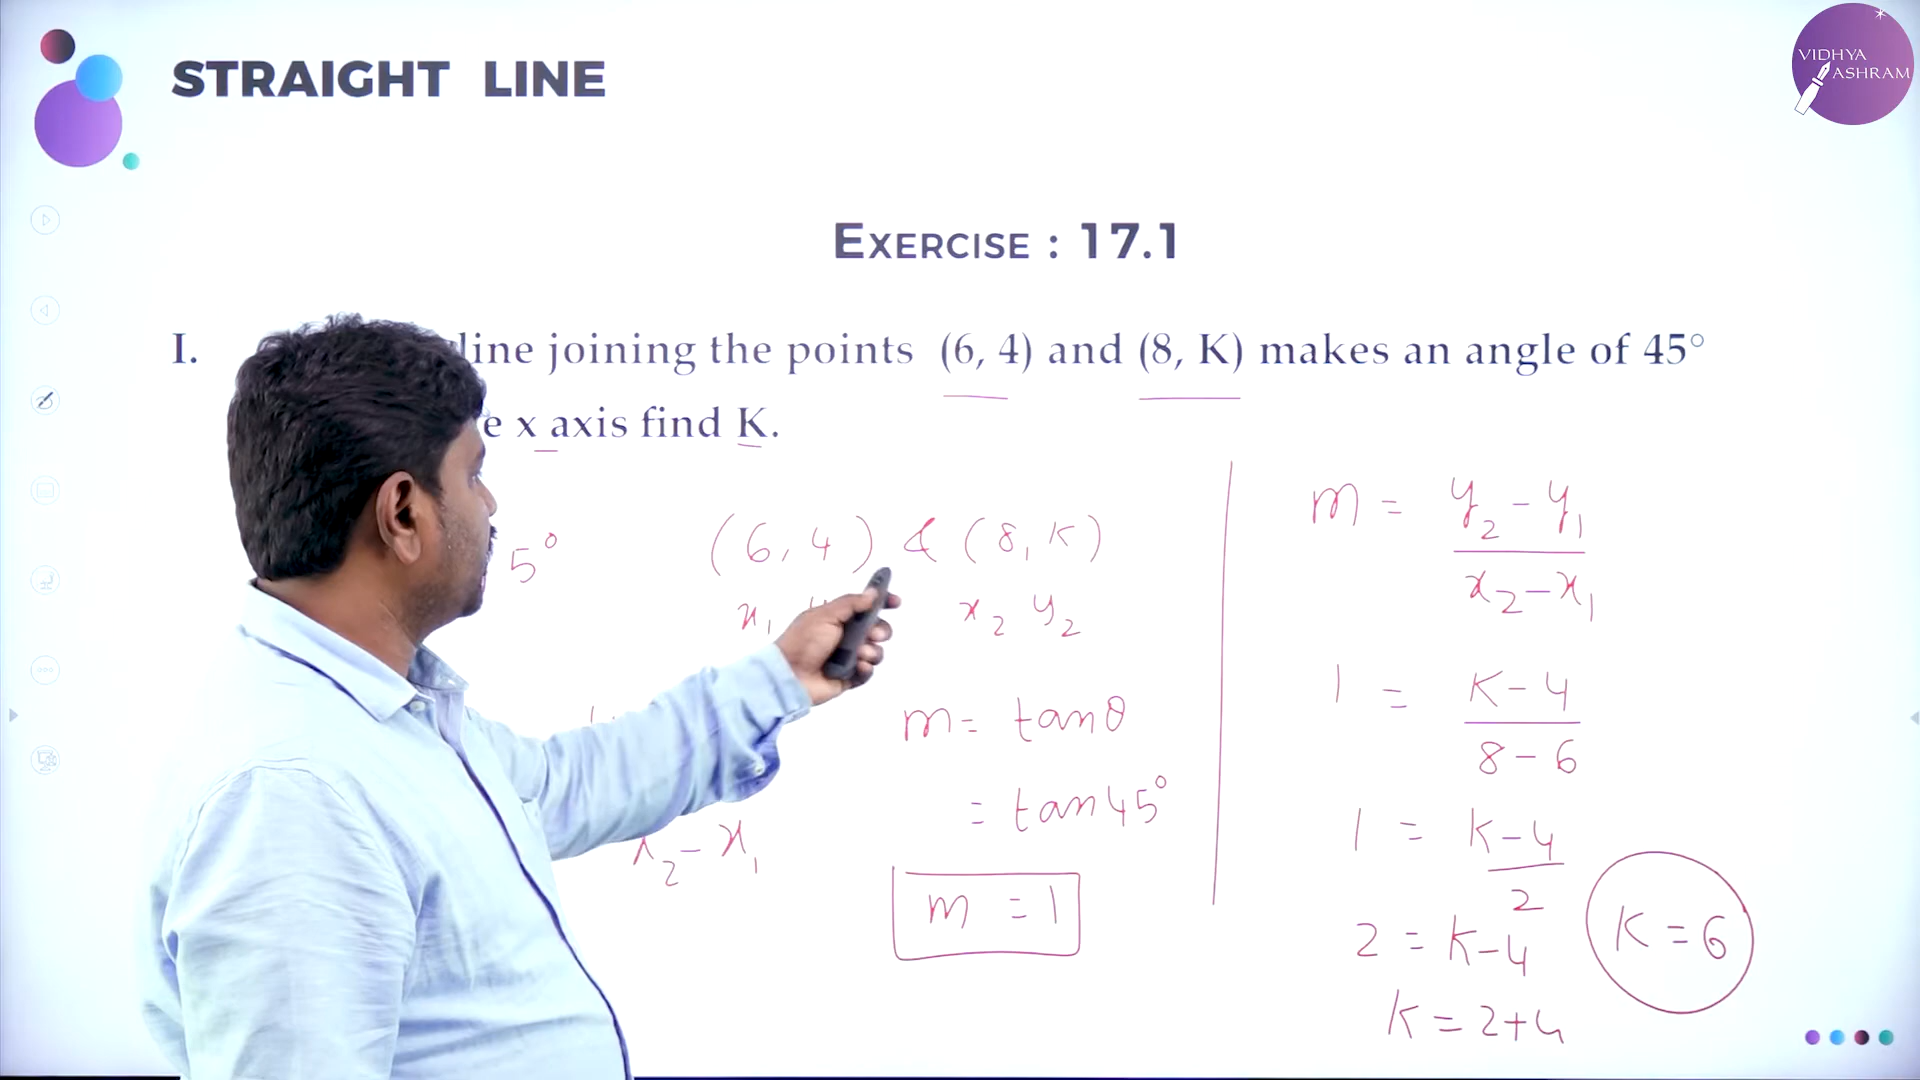 STRAIGHT LINE
VIDHYA
ASHRAM
EXERCISE : 17.1
I. line joining the points (6, 4) and (8, K) makes an angle of 45°
x axis find K.
5°
(6, 4) & (8, K)
x₁ x₂ y₂
m = tanθ
= tan45°
x₂ - x₁
m = 1
m = y₂ - y₁
x₂ - x₁
1 = K - 4
8 - 6
1 = K - 4
2
2 = K - 4
K = 2 + 4
K = 6